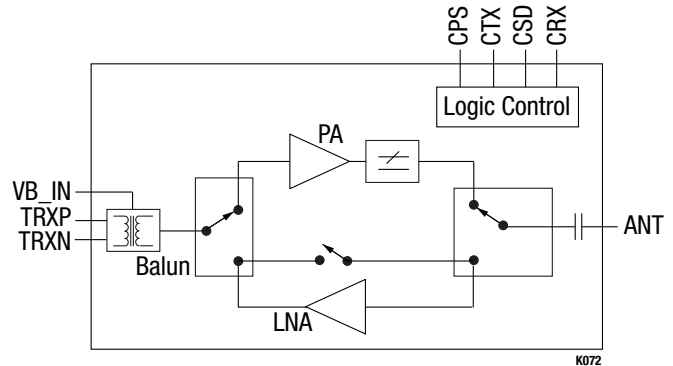 CPS
CTX
CSD
CRX
Logic Control
PA
VB_IN
TRXP
TRXN
Balun
ANT
LNA
K072